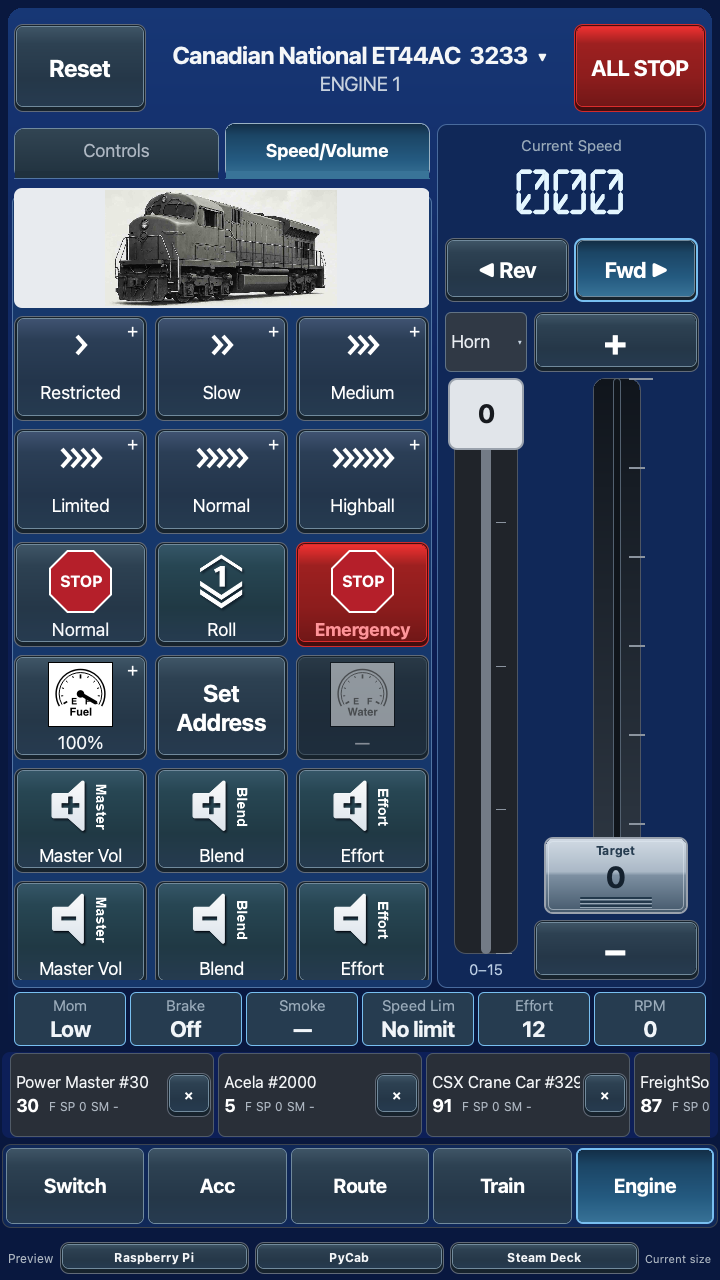 Reset
Canadian National ET44AC 3233 ▼
ENGINE 1
ALL STOP
Controls
Speed/Volume
Current Speed
000
◀ Rev
Fwd ▶
Horn
+
+
Restricted
+
Slow
+
Medium
0
+
Limited
+
Normal
+
Highball
STOP
Normal
1
Roll
STOP
Emergency
+
E F
Fuel
100%
Set
Address
E F
Water
—
Master
Master Vol
Blend
Blend
Effort
Effort
Master
Master Vol
Blend
Blend
Effort
Effort
Target
0
−
0–15
Mom
Low
Brake
Off
Smoke
—
Speed Lim
No limit
Effort
12
RPM
0
Power Master #30
30 F SP 0 SM -
×
Acela #2000
5 F SP 0 SM -
×
CSX Crane Car #329
91 F SP 0 SM -
×
FreightSo
87 F SP 0
Switch
Acc
Route
Train
Engine
Preview
Raspberry Pi
PyCab
Steam Deck
Current size